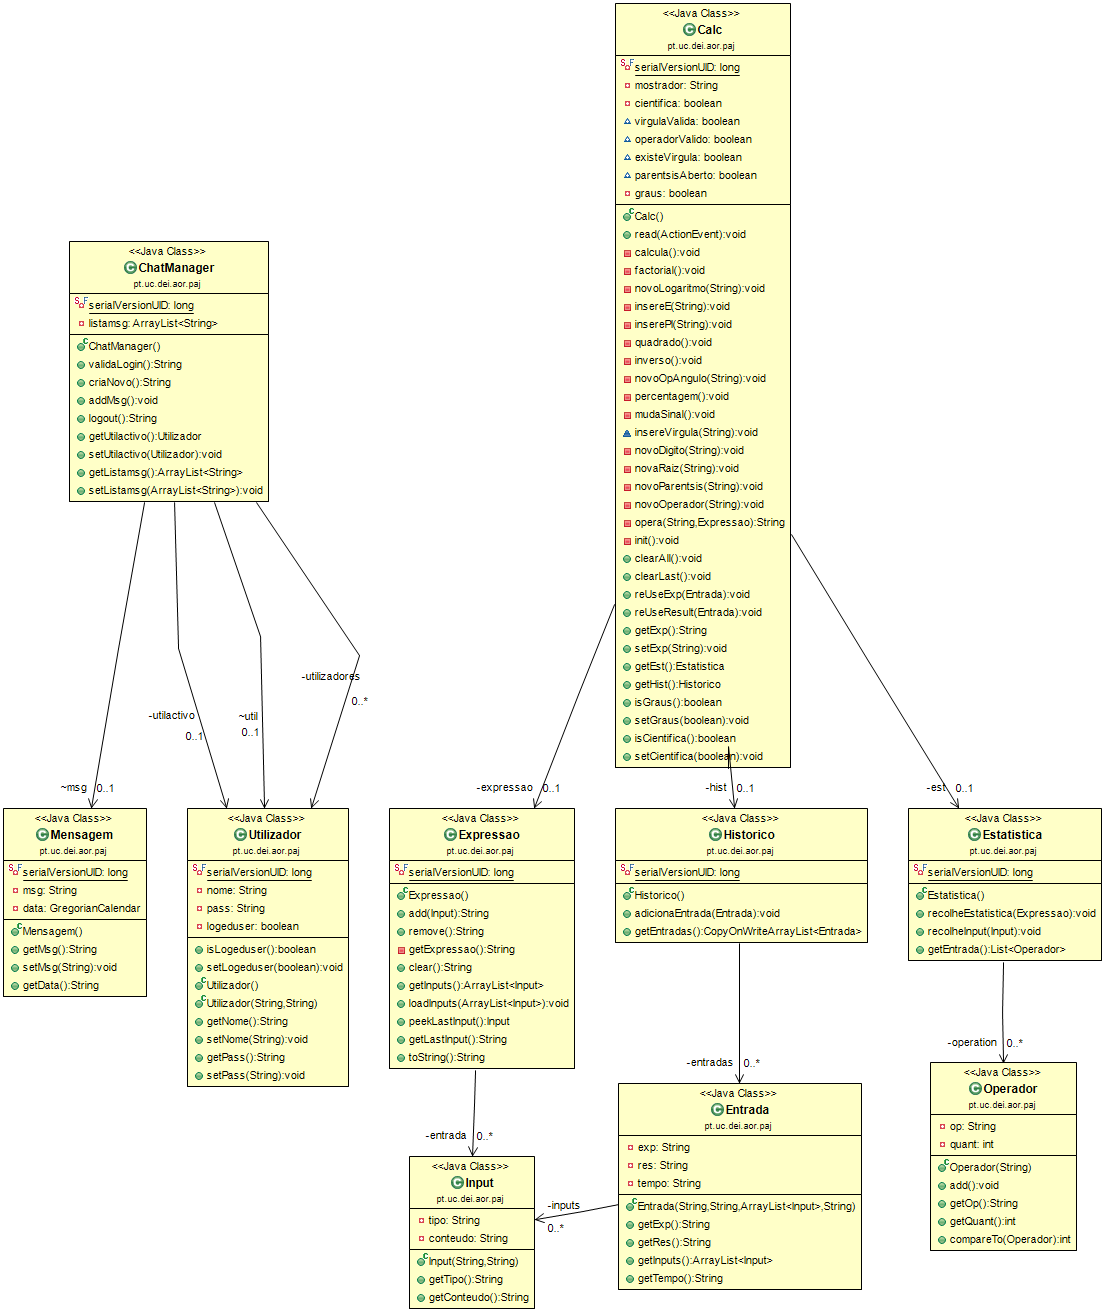 <<Java Class>>
Calc
pt.uc.dei.aor.paj
serialVersionUID: long
mostrador: String
cientifica: boolean
virgulaValida: boolean
operadorValido: boolean
existeVirgula: boolean
parentsisAberto: boolean
graus: boolean
Calc()
read(ActionEvent):void
calcula():void
factorial():void
novoLogaritmo(String):void
insereE(String):void
inserePI(String):void
quadrado():void
inverso():void
novoOpAngulo(String):void
percentagem():void
mudaSinal():void
insereVirgula(String):void
novoDigito(String):void
novaRaiz(String):void
novoParentsis(String):void
novoOperador(String):void
opera(String,Expressao):String
init():void
clearAll():void
clearLast():void
reUseExp(Entrada):void
reUseResult(Entrada):void
getExp():String
setExp(String):void
getEst():Estatistica
getHist():Historico
isGraus():boolean
setGraus(boolean):void
isCientifica():boolean
setCientifica(boolean):void
<<Java Class>>
ChatManager
pt.uc.dei.aor.paj
serialVersionUID: long
listamsg: ArrayList<String>
ChatManager()
validaLogin():String
criaNovo():String
addMsg():void
logout():String
getUtilactivo():Utilizador
setUtilactivo(Utilizador):void
getListamsg():ArrayList<String>
setListamsg(ArrayList<String>):void
-utilizadores
0..*
-utilactivo
0..1
~util
0..1
~msg 0..1
-expressao 0..1
-hist 0..1
-est 0..1
<<Java Class>>
Mensagem
pt.uc.dei.aor.paj
serialVersionUID: long
msg: String
data: GregorianCalendar
Mensagem()
getMsg():String
setMsg(String):void
getData():String
<<Java Class>>
Utilizador
pt.uc.dei.aor.paj
serialVersionUID: long
nome: String
pass: String
logeduser: boolean
isLogeduser():boolean
setLogeduser(boolean):void
Utilizador()
Utilizador(String,String)
getNome():String
setNome(String):void
getPass():String
setPass(String):void
<<Java Class>>
Expressao
pt.uc.dei.aor.paj
serialVersionUID: long
Expressao()
add(Input):String
remove():String
getExpressao():String
clear():String
getInputs():ArrayList<Input>
loadInputs(ArrayList<Input>):void
peekLastInput():Input
getLastInput():String
toString():String
<<Java Class>>
Historico
pt.uc.dei.aor.paj
serialVersionUID: long
Historico()
adicionaEntrada(Entrada):void
getEntradas():CopyOnWriteArrayList<Entrada>
<<Java Class>>
Estatistica
pt.uc.dei.aor.paj
serialVersionUID: long
Estatistica()
recolheEstatistica(Expressao):void
recolheInput(Input):void
getEntrada():List<Operador>
-operation 0..*
-entradas 0..*
-entrada 0..*
<<Java Class>>
Operador
pt.uc.dei.aor.paj
op: String
quant: int
Operador(String)
add():void
getOp():String
getQuant():int
compareTo(Operador):int
<<Java Class>>
Entrada
pt.uc.dei.aor.paj
exp: String
res: String
tempo: String
Entrada(String,String,ArrayList<Input>,String)
getExp():String
getRes():String
getInputs():ArrayList<Input>
getTempo():String
-inputs
0..*
<<Java Class>>
Input
pt.uc.dei.aor.paj
tipo: String
conteudo: String
Input(String,String)
getTipo():String
getConteudo():String